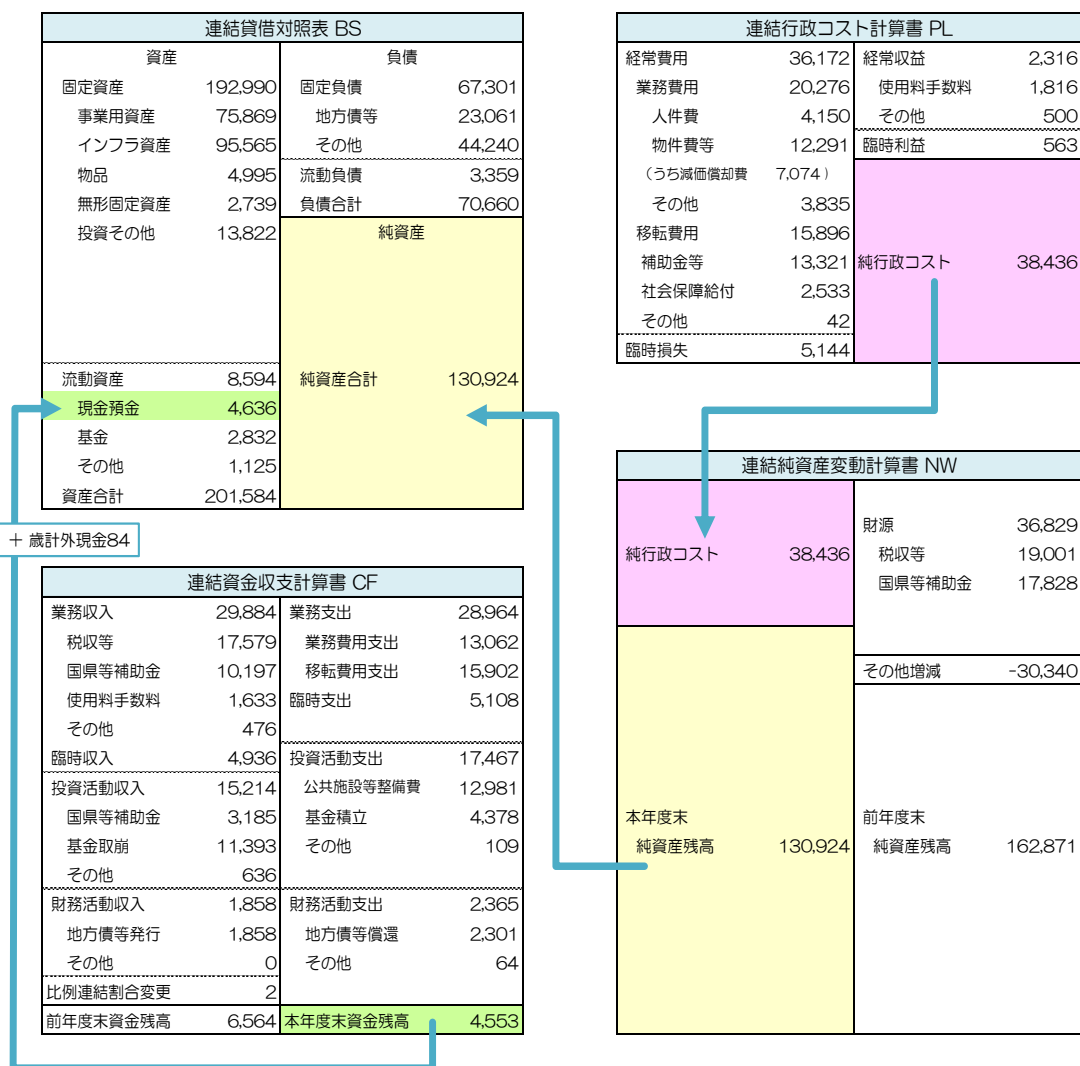 連結貸借対照表 BS
資産 負債
固定資産 192,990 固定負債 67,301
事業用資産 75,869 地方債等 23,061
インフラ資産 95,565 その他 44,240
物品 4,995 流動負債 3,359
無形固定資産 2,739 負債合計 70,660
投資その他 13,822 純資産
流動資産 8,594 純資産合計 130,924
現金預金 4,636
基金 2,832
その他 1,125
資産合計 201,584
＋ 歳計外現金84
連結行政コスト計算書 PL
経常費用 36,172 経常収益 2,316
業務費用 20,276 使用料手数料 1,816
人件費 4,150 その他 500
物件費等 12,291 臨時利益 563
（うち減価償却費 7,074 ）
その他 3,835
移転費用 15,896
補助金等 13,321 純行政コスト 38,436
社会保障給付 2,533
その他 42
臨時損失 5,144
連結資金収支計算書 CF
業務収入 29,884 業務支出 28,964
税収等 17,579 業務費用支出 13,062
国県等補助金 10,197 移転費用支出 15,902
使用料手数料 1,633 臨時支出 5,108
その他 476
臨時収入 4,936 投資活動支出 17,467
投資活動収入 15,214 公共施設等整備費 12,981
国県等補助金 3,185 基金積立 4,378
基金取崩 11,393 その他 109
その他 636
財務活動収入 1,858 財務活動支出 2,365
地方債等発行 1,858 地方債等償還 2,301
その他 0 その他 64
比例連結割合変更 2
前年度末資金残高 6,564 本年度末資金残高 4,553
連結純資産変動計算書 NW
財源 36,829
純行政コスト 38,436 税収等 19,001
国県等補助金 17,828
その他増減 -30,340
本年度末 前年度末
純資産残高 130,924 純資産残高 162,871